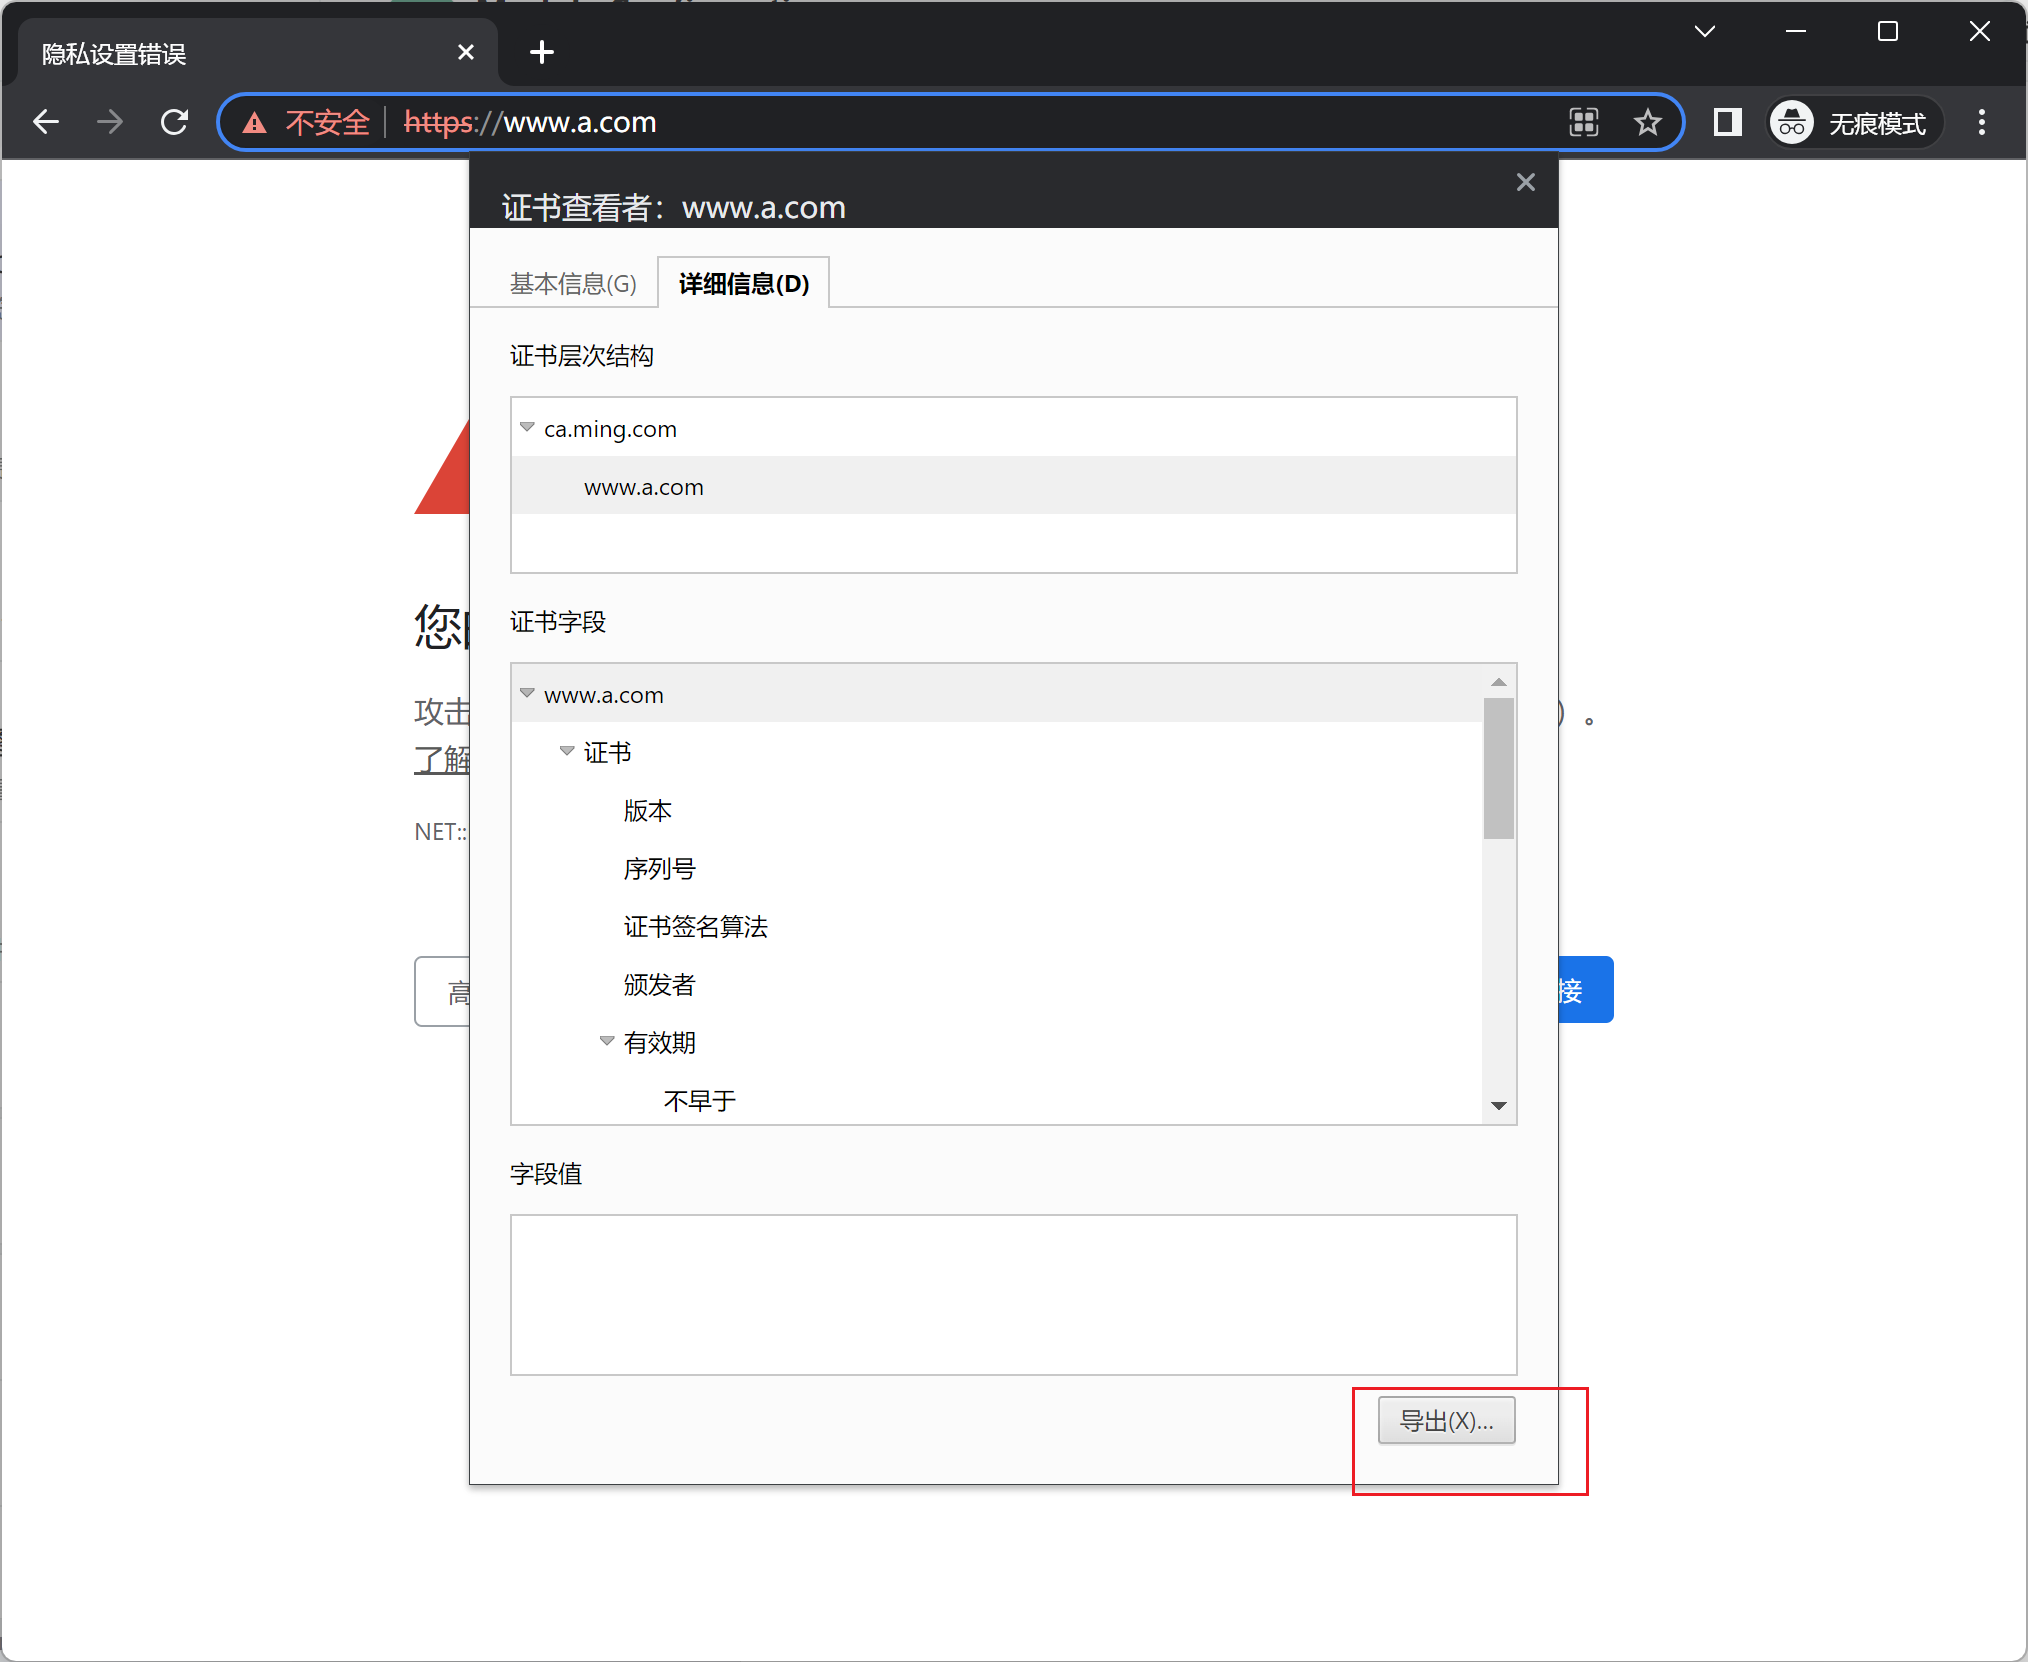 隐私设置错误
不安全 https://www.a.com
无痕模式
证书查看者：www.a.com
基本信息(G) 详细信息(D)
证书层次结构
ca.ming.com
www.a.com
您
证书字段
www.a.com
攻击 ）。
了解
证书
版本
NET::
序列号
证书签名算法
颁发者
高 接
有效期
不早于
字段值
导出(X)...